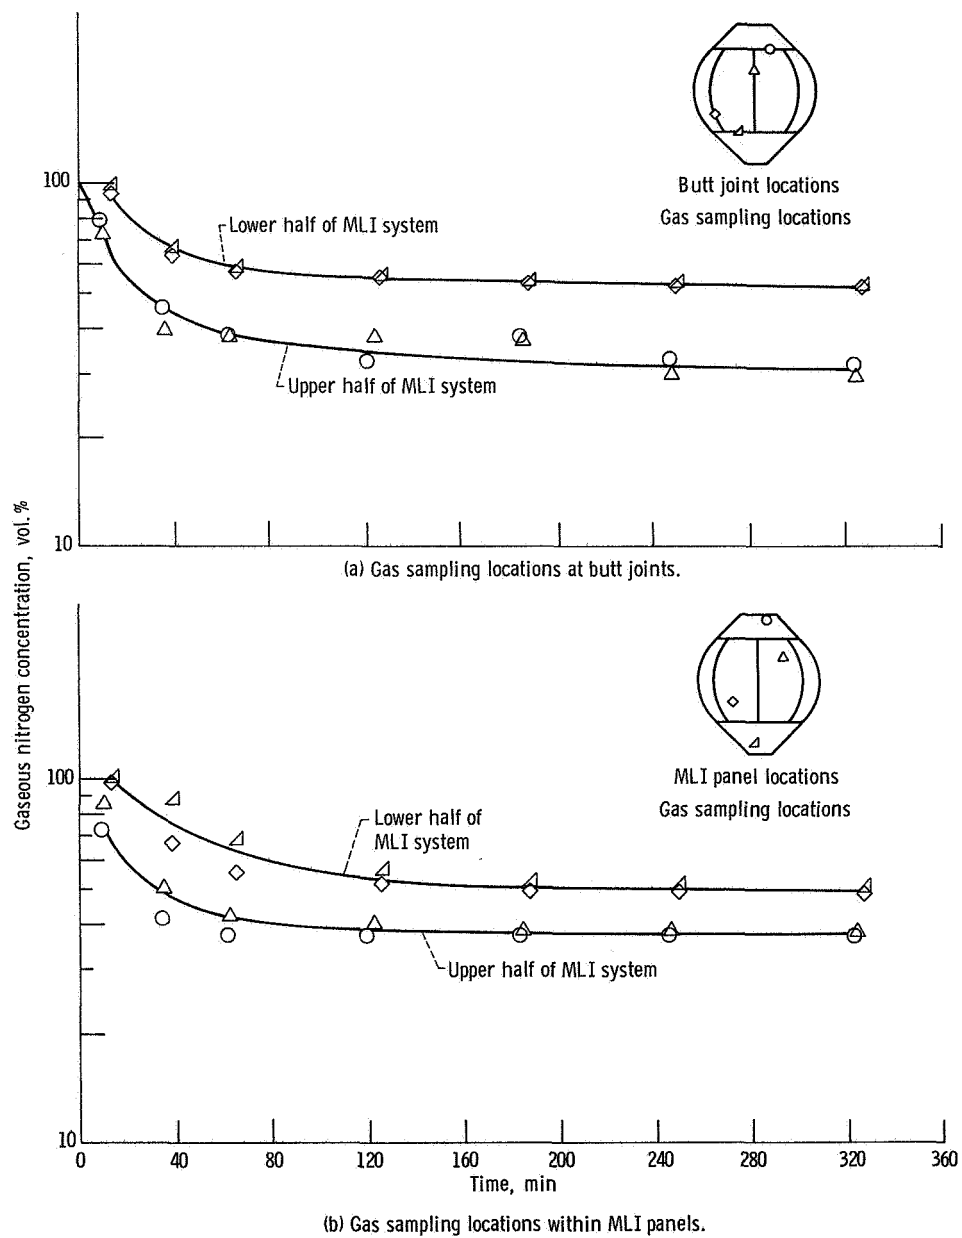 Butt joint locations
Gas sampling locations
100
Lower half of MLI system
Upper half of MLI system
10
(a) Gas sampling locations at butt joints.
Gaseous nitrogen concentration, vol. %
MLI panel locations
Gas sampling locations
100
Lower half of
MLI system
Upper half of MLI system
10
0 40 80 120 160 200 240 280 320 360
Time, min
(b) Gas sampling locations within MLI panels.